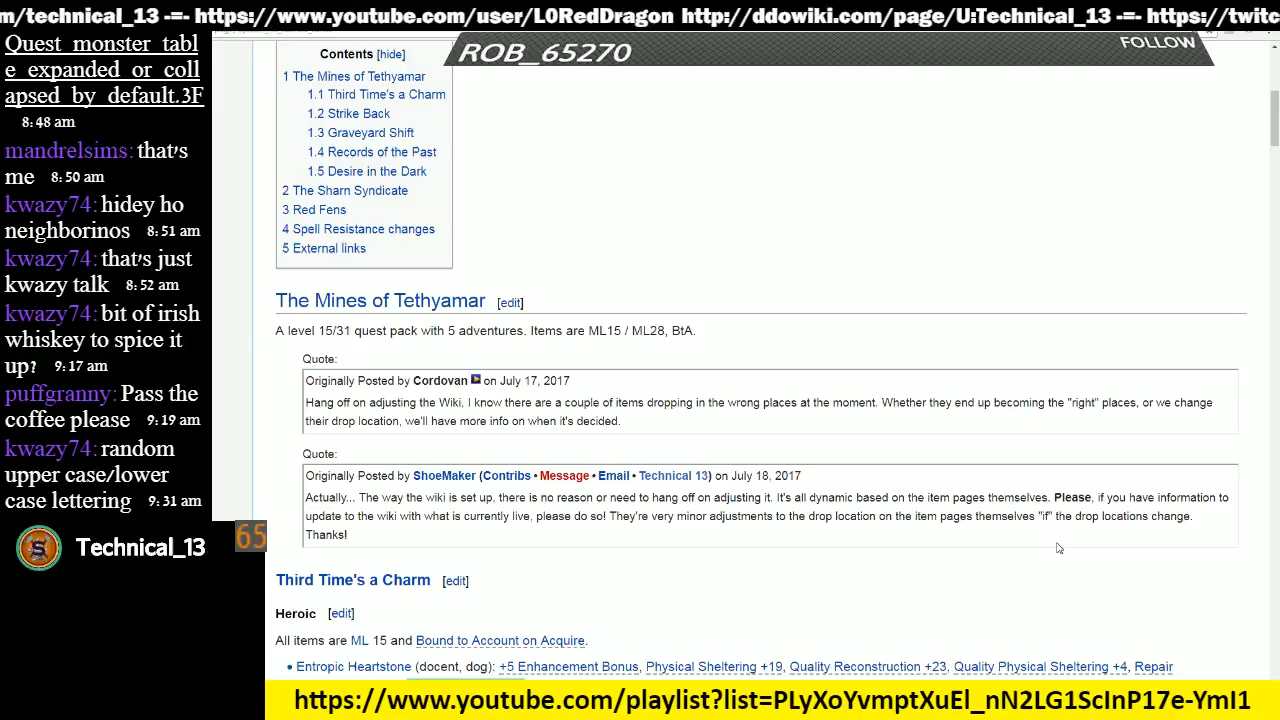 m/technical_13 -=- https://www.youtube.com/user/L0RedDragon http://ddowiki.com/page/U:Technical_13 -=- https://twitc
Quest monster tabl
e expanded or coll
apsed by default.3F
8:48 am
mandrelsims: that's
me 8:50 am
kwazy74: hidey ho
neighborinos 8:51 am
kwazy74: that's just
kwazy talk 8:52 am
kwazy74: bit of irish
whiskey to spice it
up? 9:17 am
puffgranny: Pass the
coffee please 9:19 am
kwazy74: random
upper case/lower
case lettering 9:31 am
Technical_13
65
ROB_65270
FOLLOW
Contents [hide]
1 The Mines of Tethyamar
1.1 Third Time's a Charm
1.2 Strike Back
1.3 Graveyard Shift
1.4 Records of the Past
1.5 Desire in the Dark
2 The Sharn Syndicate
3 Red Fens
4 Spell Resistance changes
5 External links
The Mines of Tethyamar [edit]
A level 15/31 quest pack with 5 adventures. Items are ML15 / ML28, BtA.
Quote:
Originally Posted by Cordovan on July 17, 2017
Hang off on adjusting the Wiki, I know there are a couple of items dropping in the wrong places at the moment. Whether they end up becoming the "right" places, or we change
their drop location, we'll have more info on when it's decided.
Quote:
Originally Posted by ShoeMaker (Contribs • Message • Email • Technical 13) on July 18, 2017
Actually... The way the wiki is set up, there is no reason or need to hang off on adjusting it. It's all dynamic based on the item pages themselves. Please, if you have information to
update to the wiki with what is currently live, please do so! They're very minor adjustments to the drop location on the item pages themselves "if" the drop locations change.
Thanks!
Third Time's a Charm [edit]
Heroic [edit]
All items are ML 15 and Bound to Account on Acquire.
• Entropic Heartstone (docent, dog): +5 Enhancement Bonus, Physical Sheltering +19, Quality Reconstruction +23, Quality Physical Sheltering +4, Repair
https://www.youtube.com/playlist?list=PLyXoYvmptXuEl_nN2LG1ScInP17e-YmI1